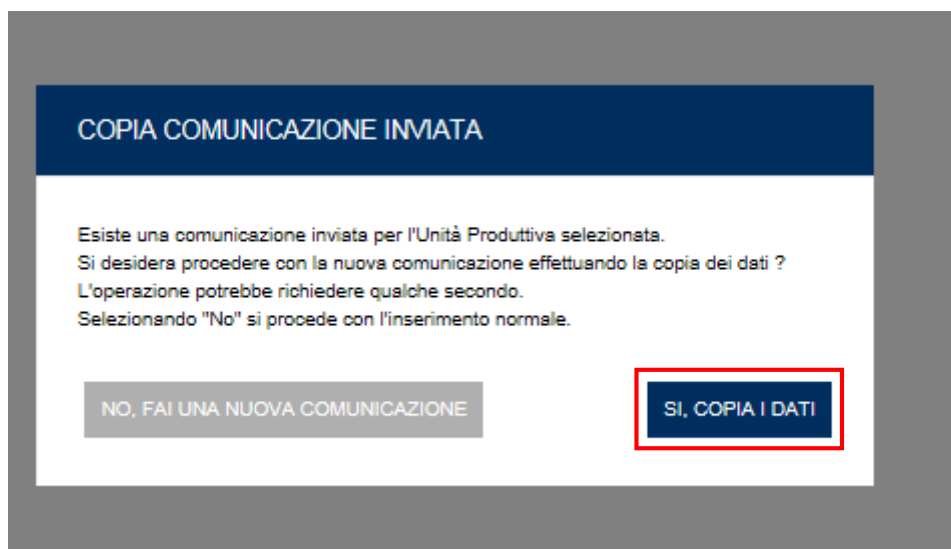 COPIA COMUNICAZIONE INVIATA
Esiste una comunicazione inviata per l'Unità Produttiva selezionata.
Si desidera procedere con la nuova comunicazione effettuando la copia dei dati ?
L'operazione potrebbe richiedere qualche secondo.
Selezionando "No" si procede con l'inserimento normale.
NO, FAI UNA NUOVA COMUNICAZIONE
SI, COPIA I DATI